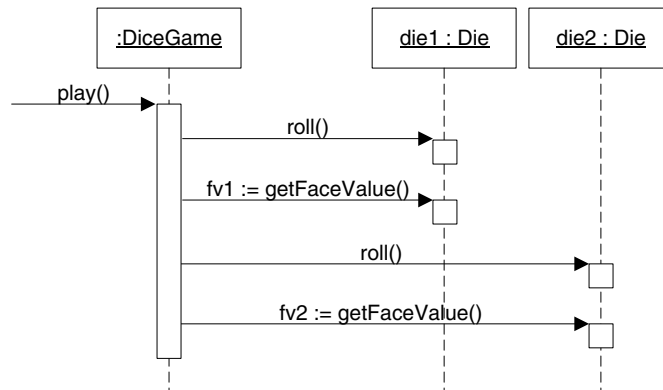 :DiceGame
die1 : Die
die2 : Die
play()
roll()
fv1 := getFaceValue()
roll()
fv2 := getFaceValue()